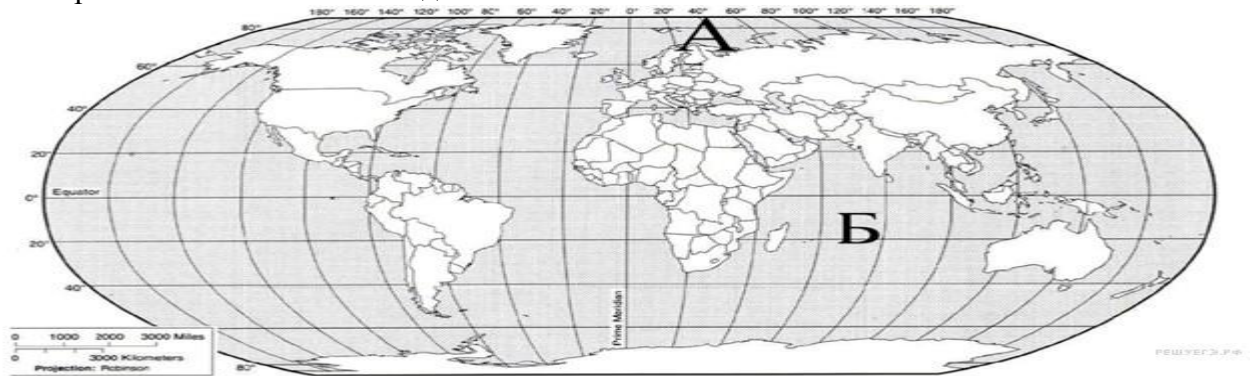 180° 160° 140° 120° 100° 80° 60° 40° 20° 0° 20° 40° 60° 80° 100° 120° 140° 160° 180°
80°
А
60°
40°
20°
Equator
0°
Б
20°
40°
Prime Meridian
0 1000 2000 3000 Miles
0 3000 Kilometers
Projection: Robinson
80°
РЕШУЕГЭ.РФ